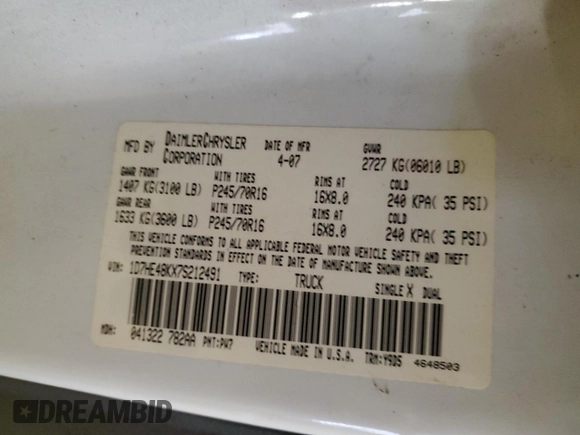 MFD BY DAIMLERCHRYSLER CORPORATION DATE OF MFR 4-07 GVWR 2727 KG(06010 LB)
GAWR FRONT WITH TIRES RIMS AT COLD
1407 KG(3100 LB) P245/70R16 16X8.0 240 KPA( 35 PSI)
GAWR REAR WITH TIRES RIMS AT COLD
1633 KG(3600 LB) P245/70R16 16X8.0 240 KPA( 35 PSI)
THIS VEHICLE CONFORMS TO ALL APPLICABLE FEDERAL MOTOR VEHICLE SAFETY AND THEFT
PREVENTION STANDARDS IN EFFECT ON THE DATE OF MANUFACTURE SHOWN ABOVE.
VIN: 1D7HE48KX7S212491 TYPE: TRUCK SINGLE X DUAL
MDH: 041322 782AA PNT: PW7 VEHICLE MADE IN U.S.A. TRM: Y9D5 4648503
DREAMBID